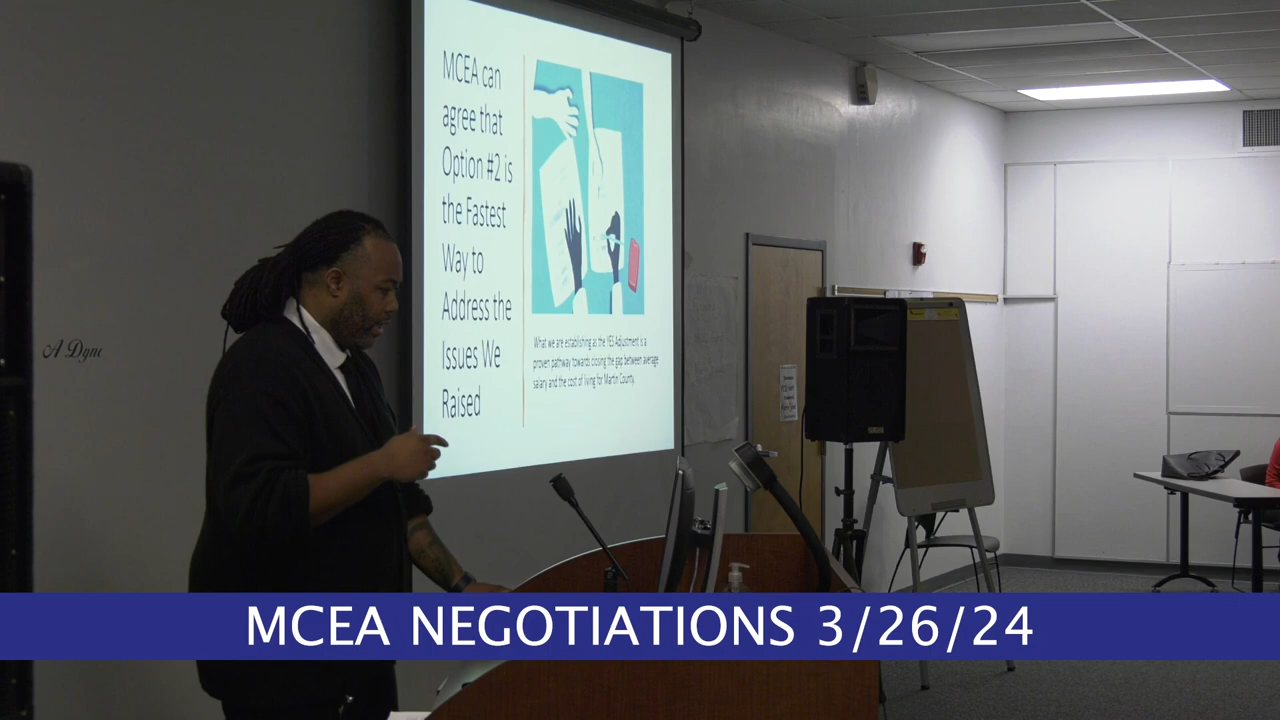 MCEA can
agree that
Option #2 is
the Fastest
Way to
Address the
Issues We
Raised
What we are establishing as the YES Adjustment is a
proven pathway towards closing the gap between average
salary and the cost of living for Martin County.
A Dync
MCEA NEGOTIATIONS 3/26/24